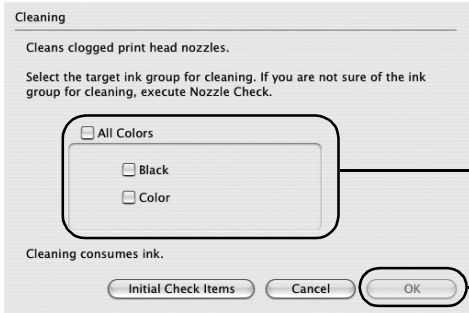 Cleaning
Cleans clogged print head nozzles.
Select the target ink group for cleaning. If you are not sure of the ink
group for cleaning, execute Nozzle Check.
All Colors
Black
Color
Cleaning consumes ink.
Initial Check Items Cancel OK